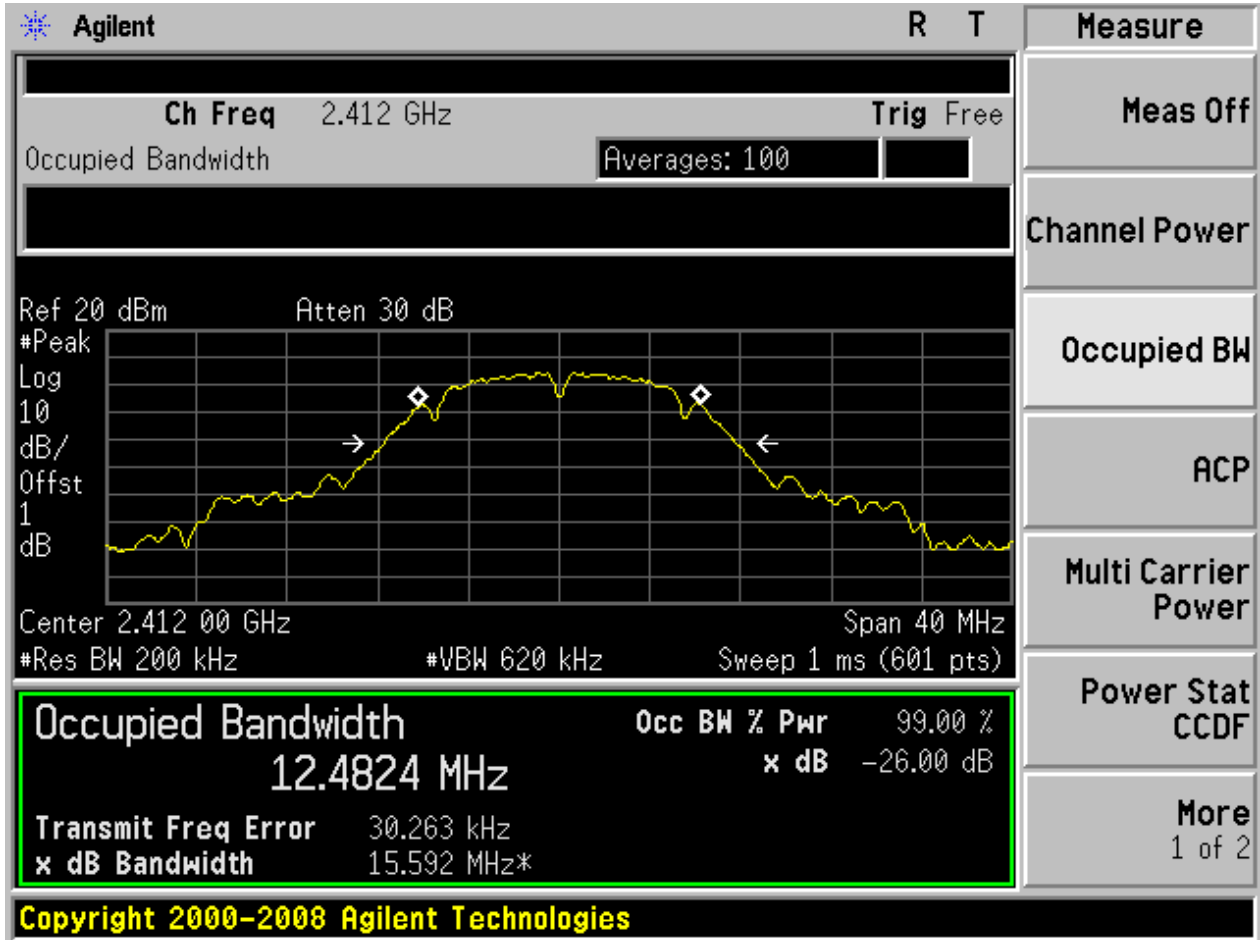 Agilent R T
Ch Freq 2.412 GHz Trig Free
Occupied Bandwidth Averages: 100
Ref 20 dBm Atten 30 dB
#Peak
Log
10
dB/
Offst
1
dB
Center 2.412 00 GHz Span 40 MHz
#Res BW 200 kHz #VBW 620 kHz Sweep 1 ms (601 pts)
Occupied Bandwidth
12.4824 MHz
Occ BW % Pwr 99.00 %
x dB -26.00 dB
Transmit Freq Error 30.263 kHz
x dB Bandwidth 15.592 MHz*
Copyright 2000-2008 Agilent Technologies
Measure
Meas Off
Channel Power
Occupied BW
ACP
Multi Carrier
Power
Power Stat
CCDF
More
1 of 2